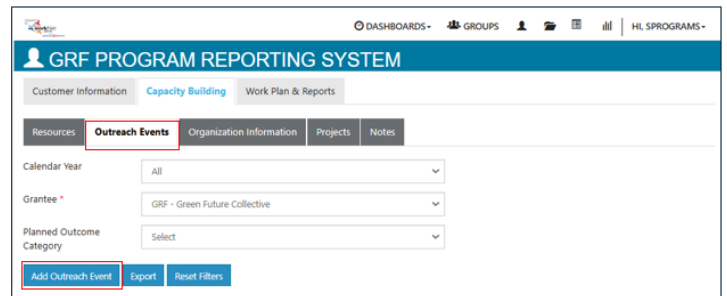 DASHBOARDS GROUPS HI, SPROGRAMS
GRF PROGRAM REPORTING SYSTEM
Customer Information Capacity Building Work Plan & Reports
Resources Outreach Events Organization Information Projects Notes
Calendar Year All
Grantee * GRF - Green Future Collective
Planned Outcome
Category Select
Add Outreach Event Export Reset Filters